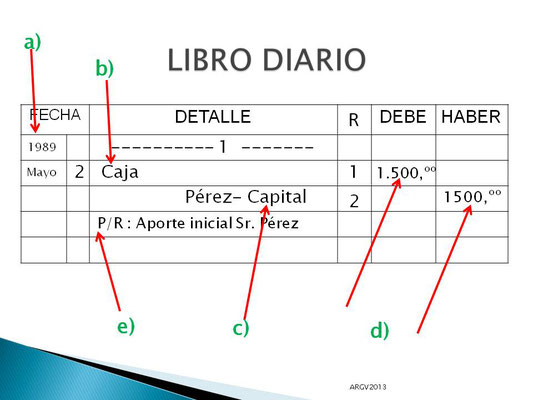 a)
b)
LIBRO DIARIO
FECHA DETALLE R DEBE HABER
1989 ---------- 1 -------
Mayo 2 Caja 1 1.500,ºº
Pérez- Capital 2 1500,ºº
P/R : Aporte inicial Sr. Pérez
e) c) d)
ARGV2013